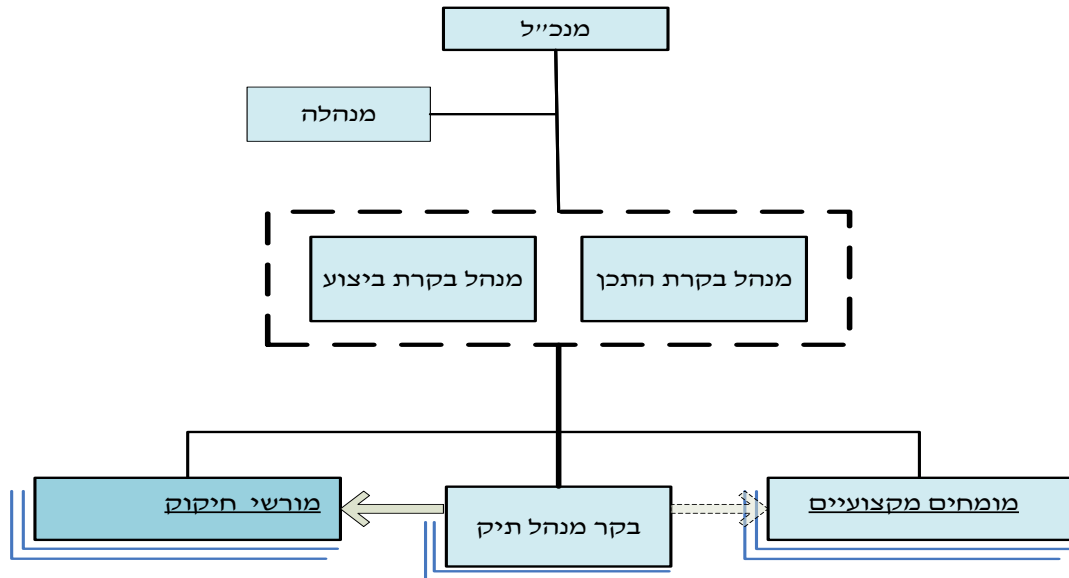 מנכ״ל
מנהלה
מנהל בקרת התכן
מנהל בקרת ביצוע
מומחים מקצועיים
בקר מנהל תיק
מורשי חיקוק